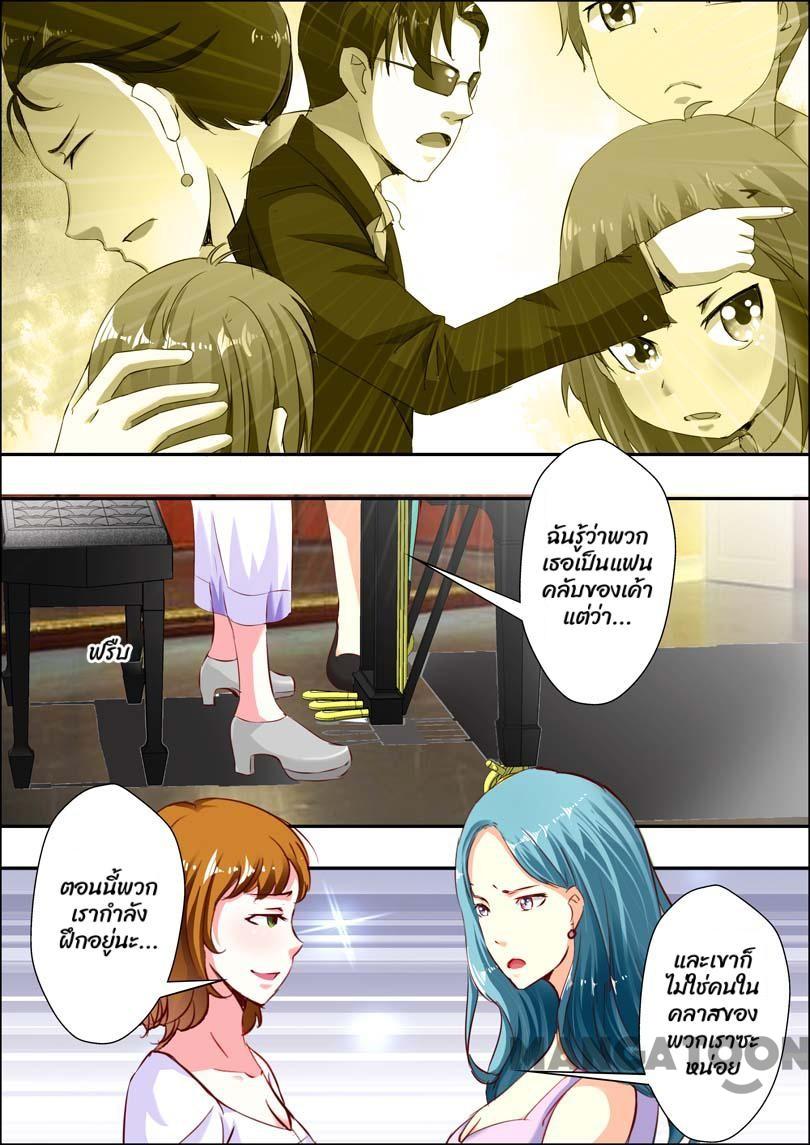 ฉันรู้ว่าพวก
เธอเป็นแฟน
คลับของเค้า
แต่ว่า...
ฟรึบ
ตอนนี้พวก
เรากำลัง
ฝึกอยู่นะ...
และเขาก็
ไม่ใช่คนใน
คลาสของ
พวกเราซะ
หน่อย
MANGATOON